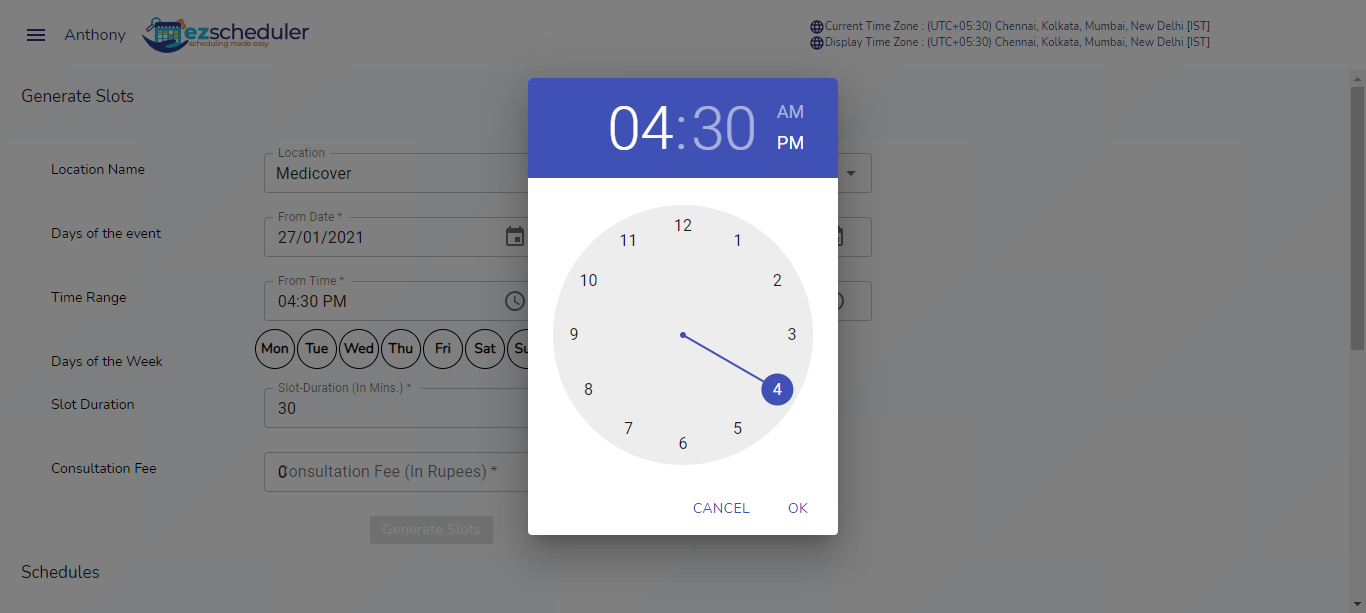 Anthony
ezscheduler
scheduling made easy
Current Time Zone : (UTC+05:30) Chennai, Kolkata, Mumbai, New Delhi [IST]
Display Time Zone : (UTC+05:30) Chennai, Kolkata, Mumbai, New Delhi [IST]
Generate Slots
Location Name
Location
Medicover
Days of the event
From Date *
27/01/2021
Time Range
From Time *
04:30 PM
Days of the Week
Mon Tue Wed Thu Fri Sat Su
Slot Duration
Slot-Duration (In Mins.) *
30
Consultation Fee
0
Consultation Fee (In Rupees) *
Generate Slots
Schedules
04:30
AM
PM
12
1
2
3
4
5
6
7
8
9
10
11
CANCEL OK